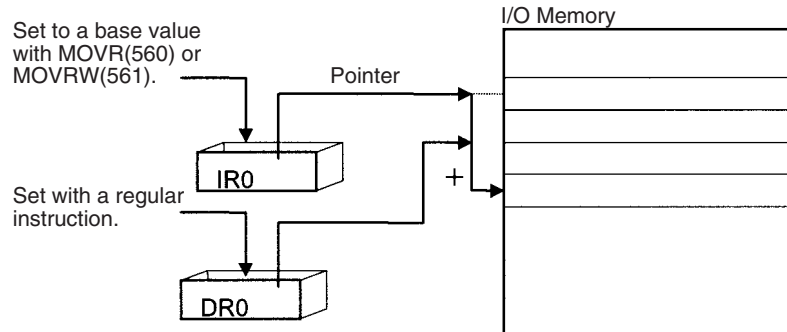 I/O Memory
Set to a base value
with MOVR(560) or
MOVRW(561).
Pointer
IR0
+
Set with a regular
instruction.
DR0